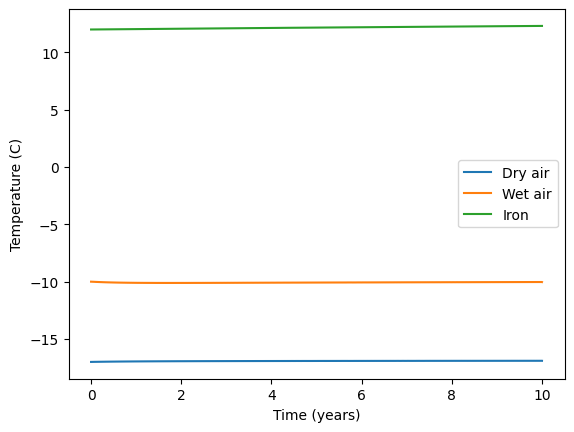 10
5
0
−5
−10
−15
Temperature (C)
Dry air
Wet air
Iron
0 2 4 6 8 10
Time (years)